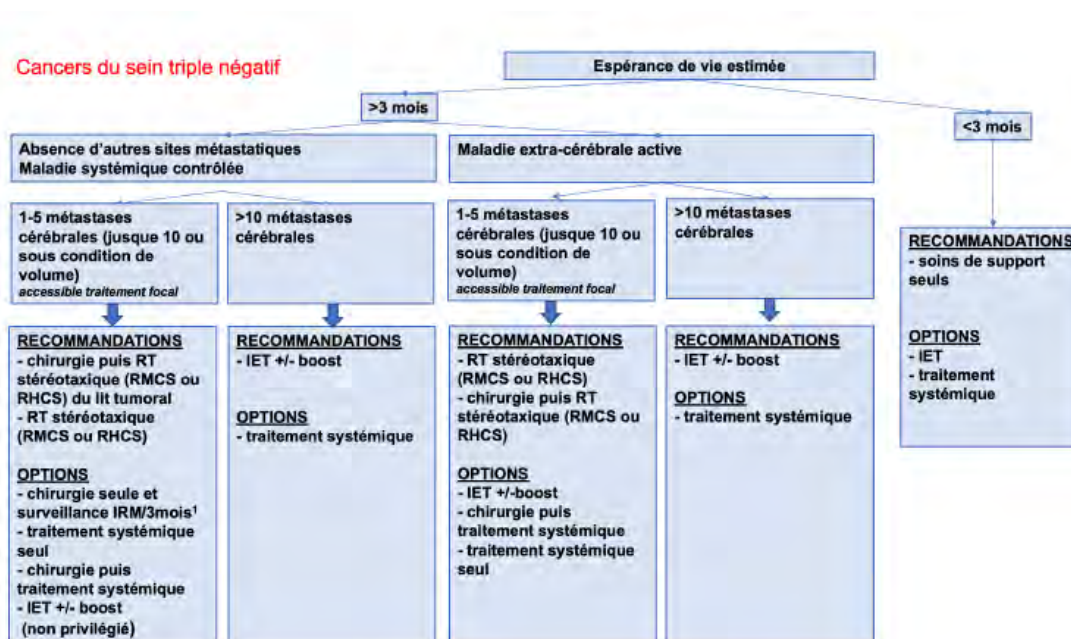 Cancers du sein triple négatif
Espérance de vie estimée
>3 mois
<3 mois
Absence d'autres sites métastatiques
Maladie systémique contrôlée
Maladie extra-cérébrale active
1-5 métastases
cérébrales (jusque 10 ou
sous condition de
volume)
accessible traitement focal
>10 métastases
cérébrales
1-5 métastases
cérébrales (jusque 10 ou
sous condition de
volume)
accessible traitement focal
>10 métastases
cérébrales
RECOMMANDATIONS
- soins de support
seuls
OPTIONS
- IET
- traitement
systémique
RECOMMANDATIONS
- chirurgie puis RT
stéréotaxique (RMCS ou
RHCS) du lit tumoral
- RT stéréotaxique
(RMCS ou RHCS)
OPTIONS
- chirurgie seule et
surveillance IRM/3mois¹
- traitement systémique
seul
- chirurgie puis
traitement systémique
- IET +/- boost
(non privilégié)
RECOMMANDATIONS
- IET +/- boost
OPTIONS
- traitement systémique
RECOMMANDATIONS
- RT stéréotaxique
(RMCS ou RHCS)
- chirurgie puis RT
stéréotaxique (RMCS ou
RHCS)
OPTIONS
- IET +/-boost
- chirurgie puis
traitement systémique
- traitement systémique
seul
RECOMMANDATIONS
- IET +/- boost
OPTIONS
- traitement systémique